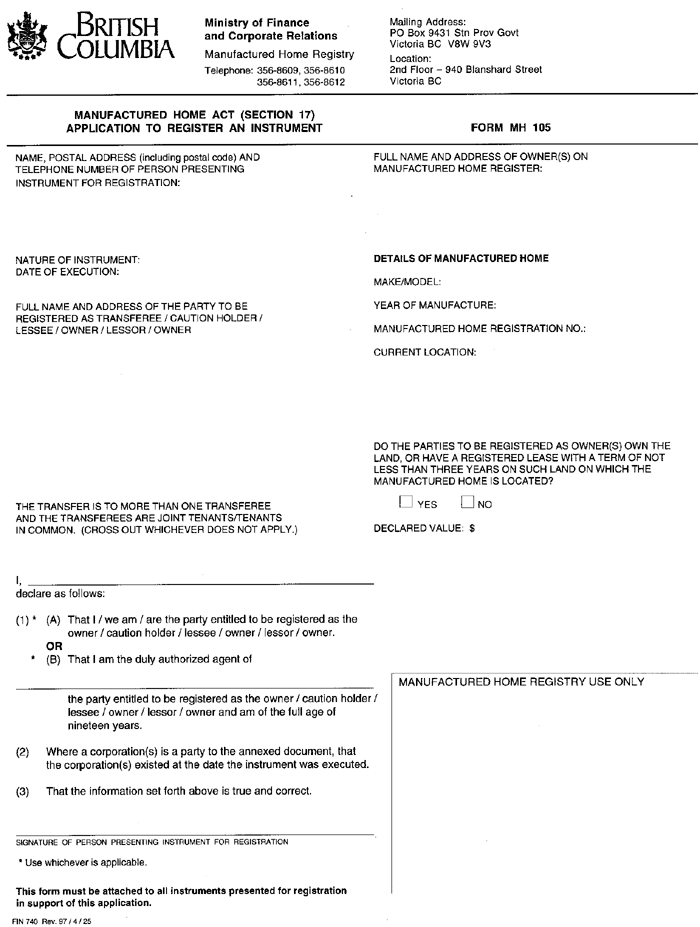 BRITISH
COLUMBIA
Ministry of Finance
and Corporate Relations
Manufactured Home Registry
Telephone: 356-8609, 356-8610
356-8611, 356-8612
Mailing Address:
PO Box 9431 Stn Prov Govt
Victoria BC V8W 9V3
Location:
2nd Floor – 940 Blanshard Street
Victoria BC
MANUFACTURED HOME ACT (SECTION 17)
APPLICATION TO REGISTER AN INSTRUMENT
FORM MH 105
NAME, POSTAL ADDRESS (including postal code) AND
TELEPHONE NUMBER OF PERSON PRESENTING
INSTRUMENT FOR REGISTRATION:
FULL NAME AND ADDRESS OF OWNER(S) ON
MANUFACTURED HOME REGISTER:
NATURE OF INSTRUMENT:
DATE OF EXECUTION:
FULL NAME AND ADDRESS OF THE PARTY TO BE
REGISTERED AS TRANSFEREE / CAUTION HOLDER /
LESSEE / OWNER / LESSOR / OWNER
DETAILS OF MANUFACTURED HOME
MAKE/MODEL:
YEAR OF MANUFACTURE:
MANUFACTURED HOME REGISTRATION NO.:
CURRENT LOCATION:
DO THE PARTIES TO BE REGISTERED AS OWNER(S) OWN THE
LAND, OR HAVE A REGISTERED LEASE WITH A TERM OF NOT
LESS THAN THREE YEARS ON SUCH LAND ON WHICH THE
MANUFACTURED HOME IS LOCATED?
YES NO
DECLARED VALUE: $
THE TRANSFER IS TO MORE THAN ONE TRANSFEREE
AND THE TRANSFEREES ARE JOINT TENANTS/TENANTS
IN COMMON. (CROSS OUT WHICHEVER DOES NOT APPLY.)
I,
declare as follows:
(1) * (A) That I / we am / are the party entitled to be registered as the
owner / caution holder / lessee / owner / lessor / owner.
OR
* (B) That I am the duly authorized agent of
the party entitled to be registered as the owner / caution holder /
lessee / owner / lessor / owner and am of the full age of
nineteen years.
(2) Where a corporation(s) is a party to the annexed document, that
the corporation(s) existed at the date the instrument was executed.
(3) That the information set forth above is true and correct.
SIGNATURE OF PERSON PRESENTING INSTRUMENT FOR REGISTRATION
* Use whichever is applicable.
This form must be attached to all instruments presented for registration
in support of this application.
FIN 740 Rev. 97 / 4 / 25
MANUFACTURED HOME REGISTRY USE ONLY